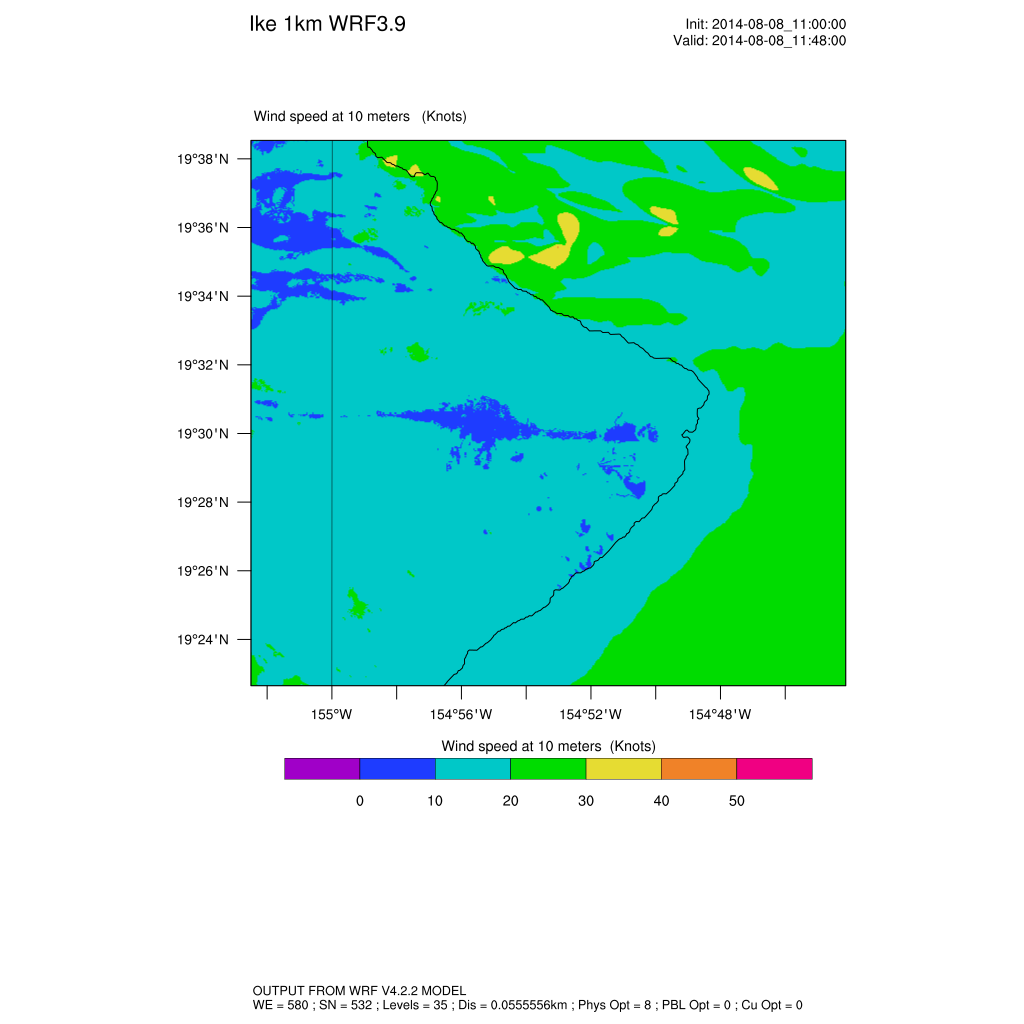 Ike 1km WRF3.9
Init: 2014-08-08_11:00:00
Valid: 2014-08-08_11:48:00
Wind speed at 10 meters (Knots)
19°38'N
19°36'N
19°34'N
19°32'N
19°30'N
19°28'N
19°26'N
19°24'N
155°W 154°56'W 154°52'W 154°48'W
Wind speed at 10 meters (Knots)
0 10 20 30 40 50
OUTPUT FROM WRF V4.2.2 MODEL
WE = 580 ; SN = 532 ; Levels = 35 ; Dis = 0.0555556km ; Phys Opt = 8 ; PBL Opt = 0 ; Cu Opt = 0